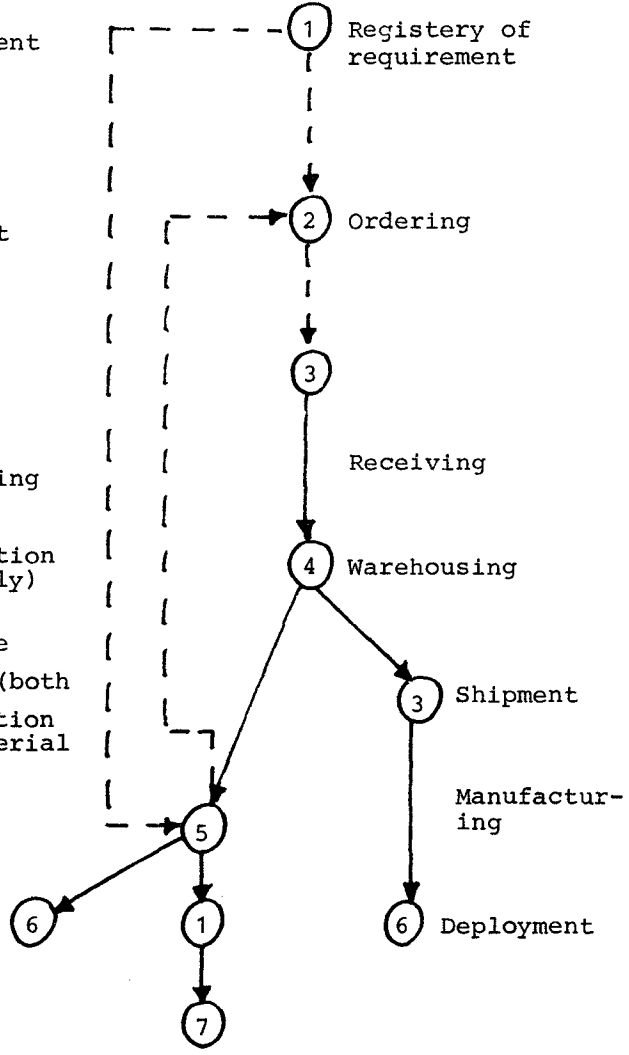 1
Registery of
requirement
ent
2
Ordering
t
3
ing
Receiving
tion
ly)
4
Warehousing
e
(both
tion
erial
3
Shipment
Manufactur-
ing
5
6
1
6
Deployment
7